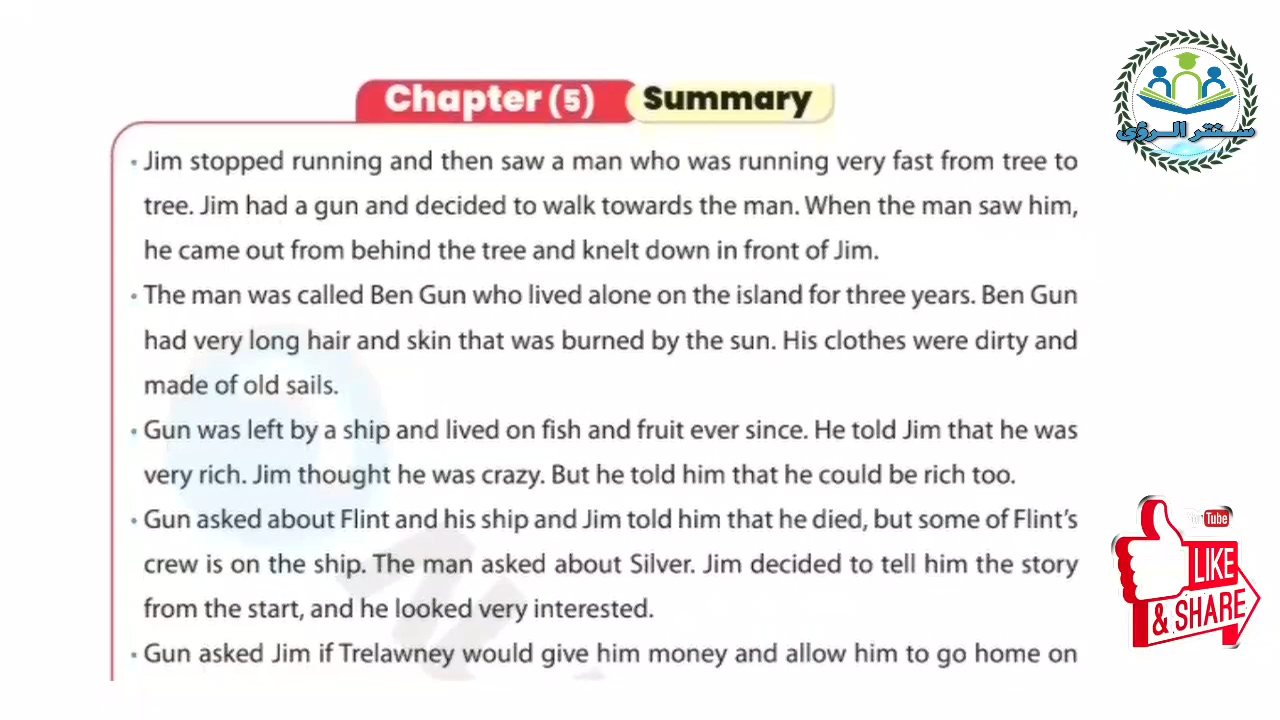 سنتر الرؤى
Chapter (5) Summary
• Jim stopped running and then saw a man who was running very fast from tree to
tree. Jim had a gun and decided to walk towards the man. When the man saw him,
he came out from behind the tree and knelt down in front of Jim.
• The man was called Ben Gun who lived alone on the island for three years. Ben Gun
had very long hair and skin that was burned by the sun. His clothes were dirty and
made of old sails.
• Gun was left by a ship and lived on fish and fruit ever since. He told Jim that he was
very rich. Jim thought he was crazy. But he told him that he could be rich too.
• Gun asked about Flint and his ship and Jim told him that he died, but some of Flint's
crew is on the ship. The man asked about Silver. Jim decided to tell him the story
from the start, and he looked very interested.
• Gun asked Jim if Trelawney would give him money and allow him to go home on
Tube
LIKE
& SHARE